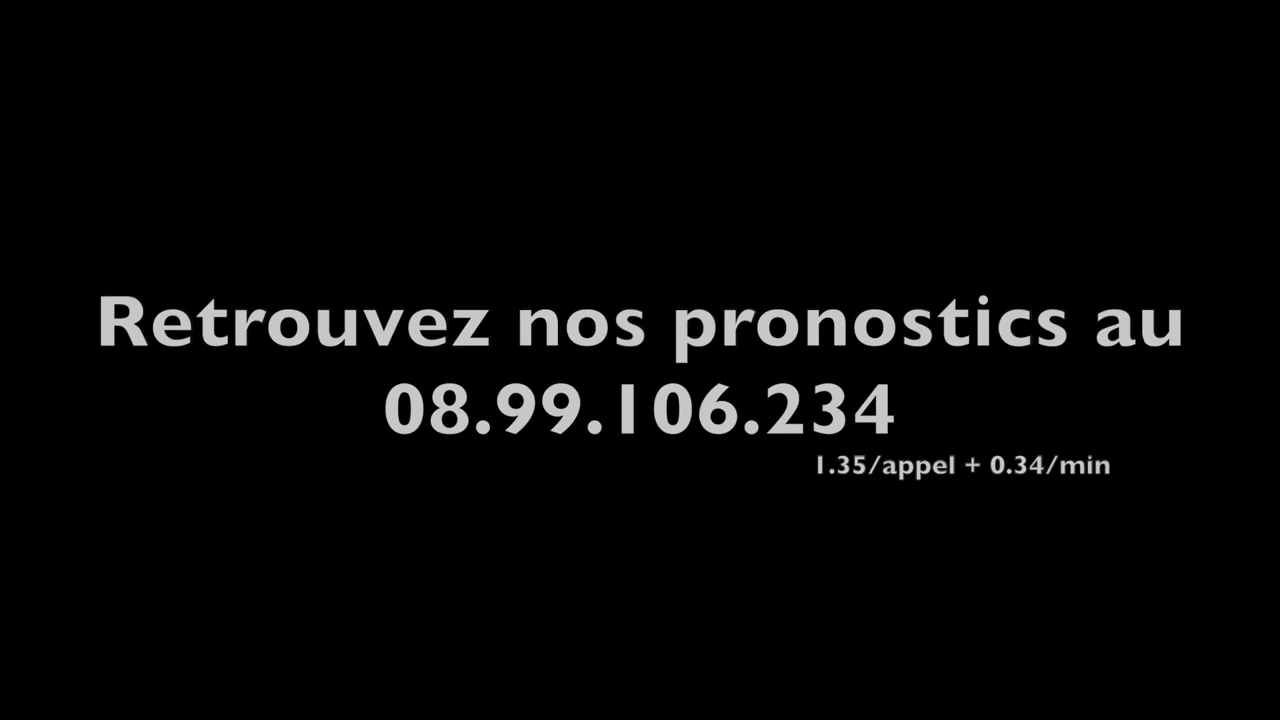 Retrouvez nos pronostics au
08.99.106.234
1.35/appel + 0.34/min